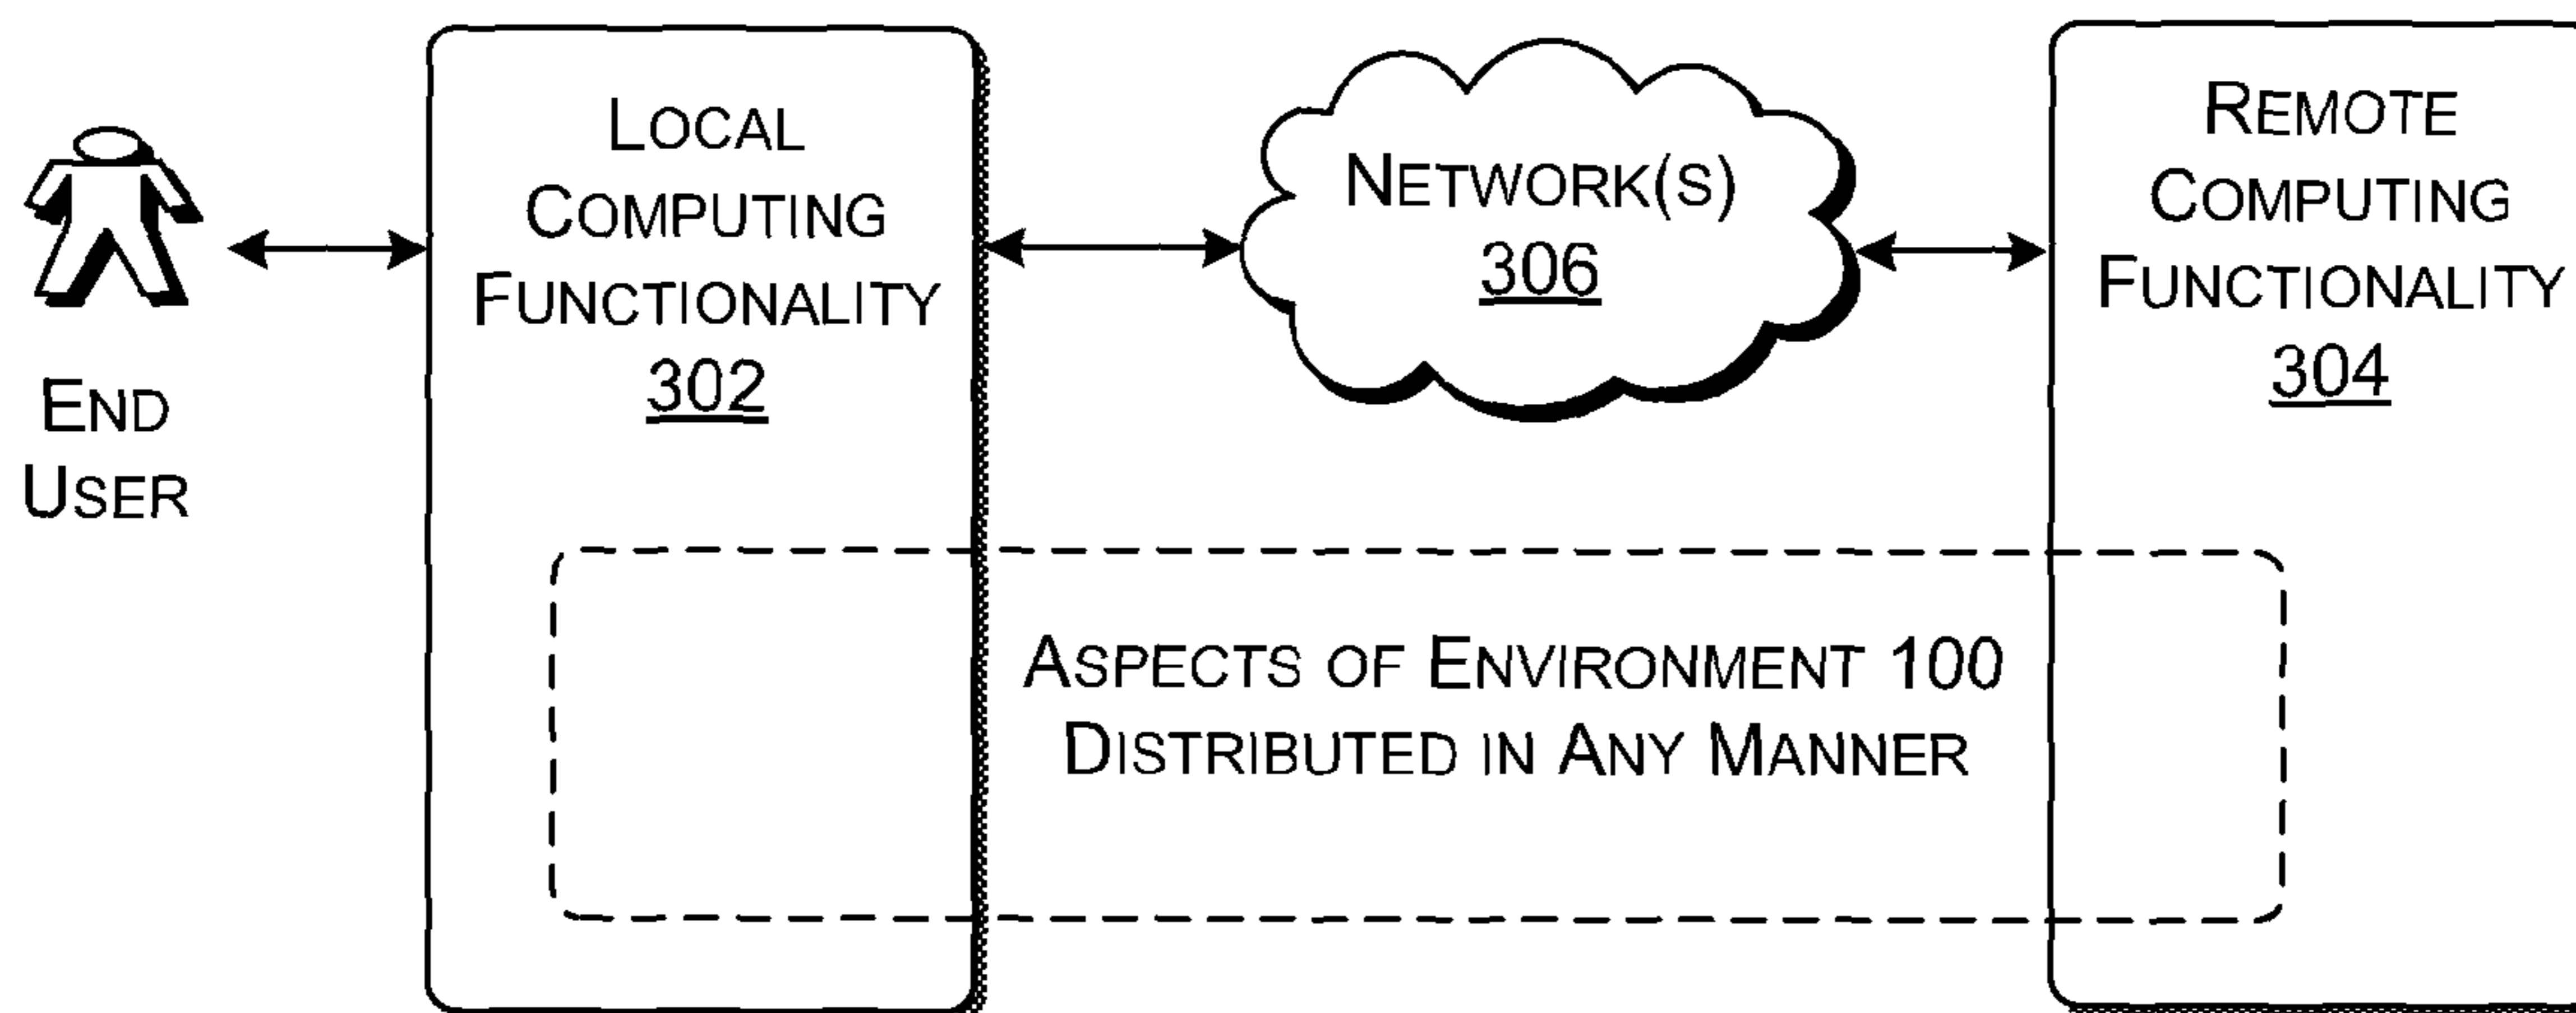 END
USER
LOCAL
COMPUTING
FUNCTIONALITY
302
NETWORK(S)
306
REMOTE
COMPUTING
FUNCTIONALITY
304
ASPECTS OF ENVIRONMENT 100
DISTRIBUTED IN ANY MANNER